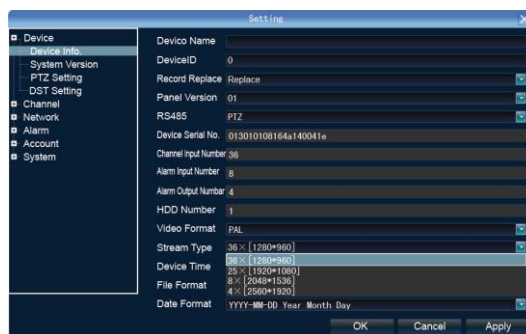 Setting
Device
Device Info.
System Version
PTZ Setting
DST Setting
Channel
Network
Alarm
Account
System
Devico Name
DeviceID 0
Record Replace Replace
Panel Version 01
RS485 PTZ
Device Serial No. 013010108164a140041e
Channel Input Number 36
Alarm Input Number 8
Alarm Output Number 4
HDD Number 1
Video Format PAL
Stream Type 36×[1280*960]
36×[1280*960]
Device Time 25×[1920*1080]
8×[2048*1536]
File Format 4×[2560*1920]
Date Format YYYY-MM-DD Year Month Day
OK Cancel Apply